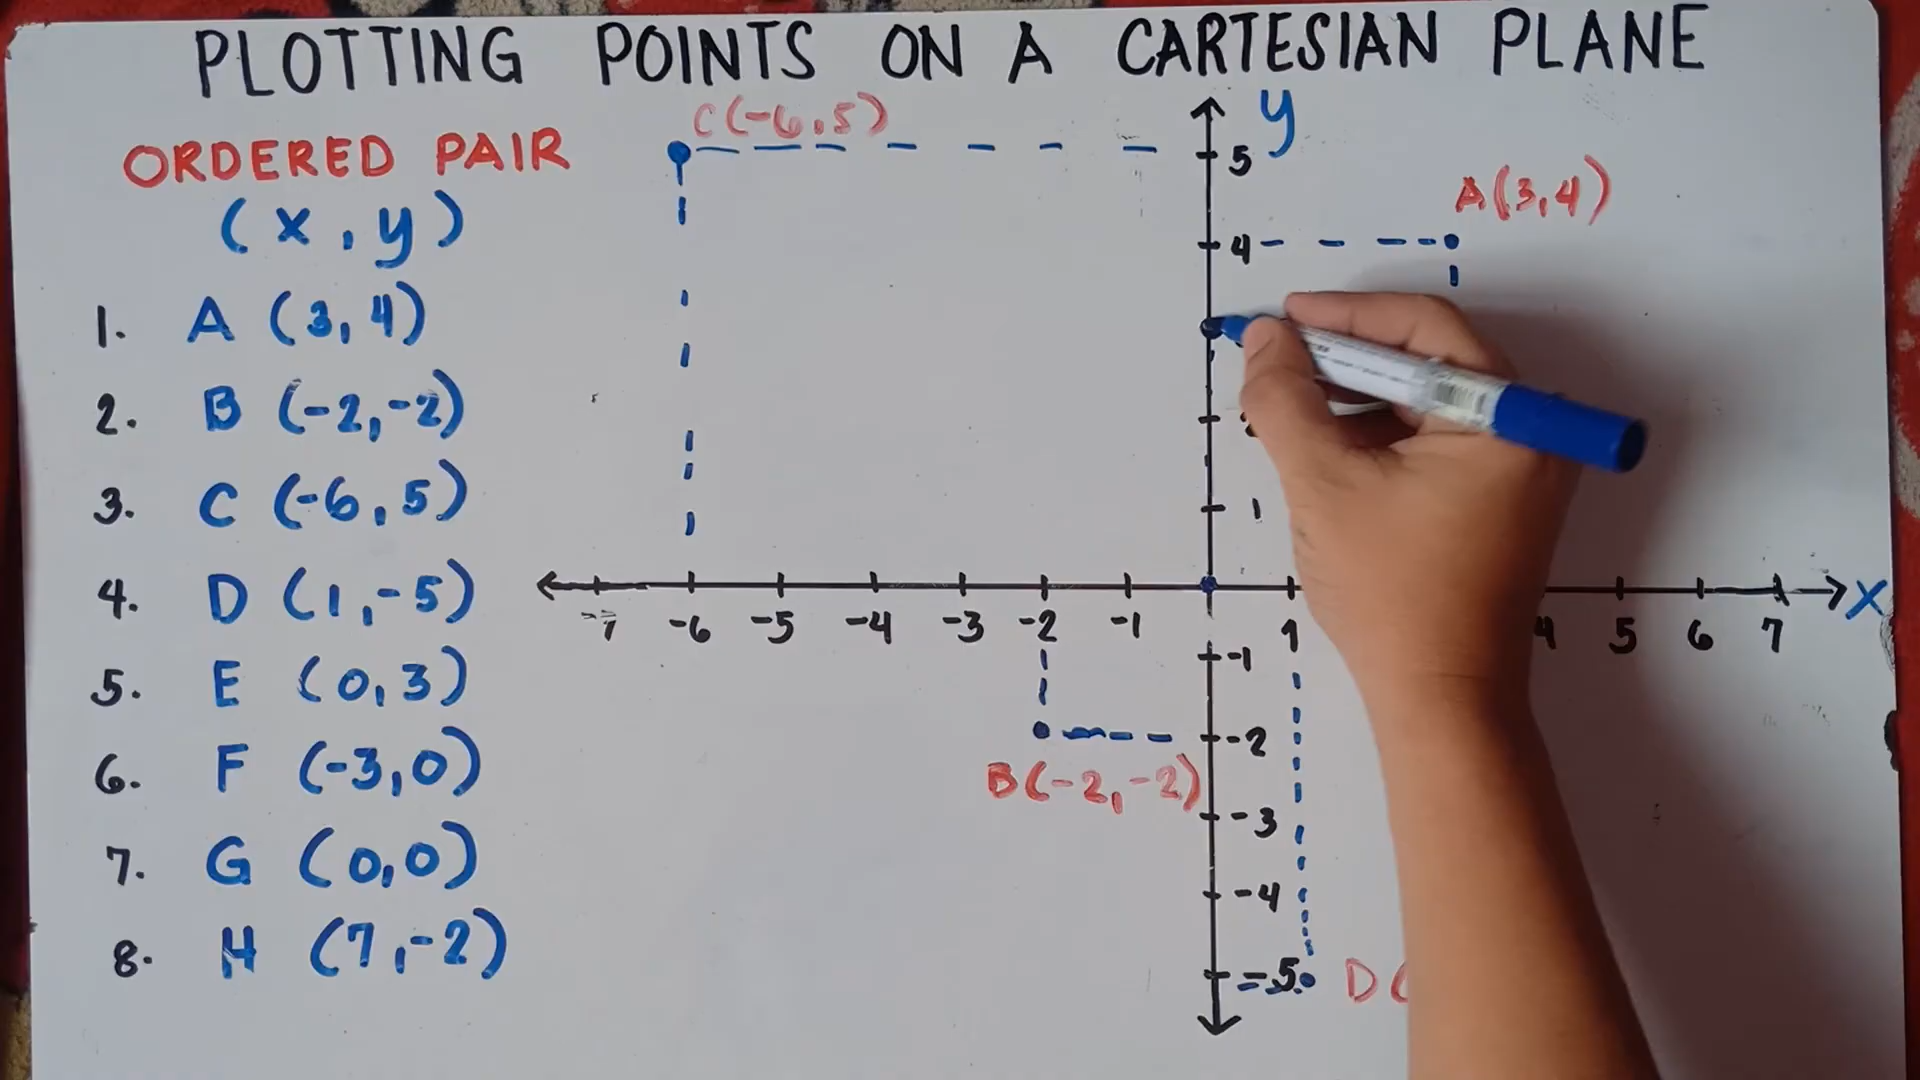 PLOTTING POINTS ON A CARTESIAN PLANE
ORDERED PAIR
(x, y)
1. A (3, 4)
2. B (-2, -2)
3. C (-6, 5)
4. D (1, -5)
5. E (0, 3)
6. F (-3, 0)
7. G (0, 0)
8. H (7, -2)
C(-6, 5)
y
5
A(3, 4)
4
1
-7 -6 -5 -4 -3 -2 -1 1 4 5 6 7 x
-1
-2
B(-2, -2)
-3
-4
-5
D(